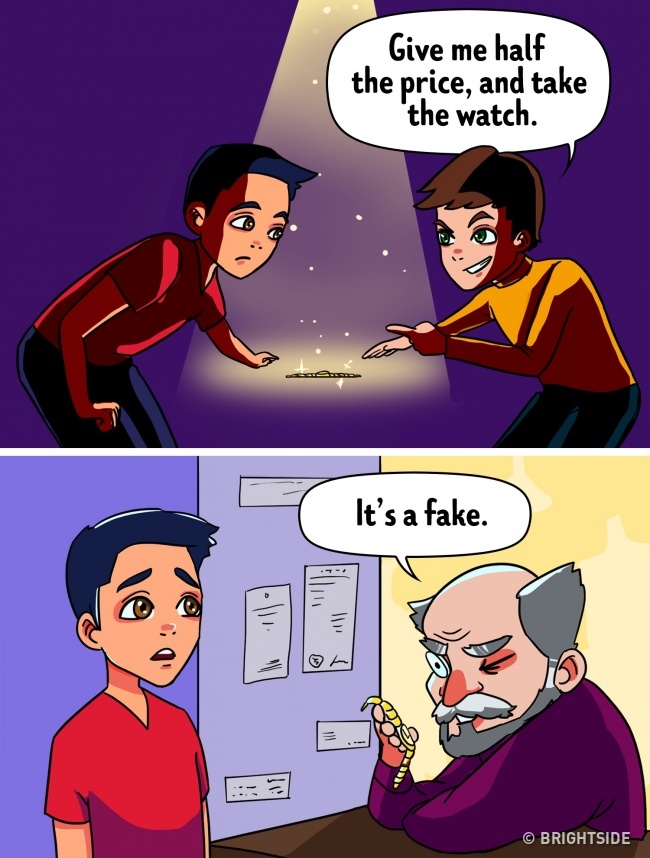 Give me half
the price, and take
the watch.
It's a fake.
© BRIGHTSIDE